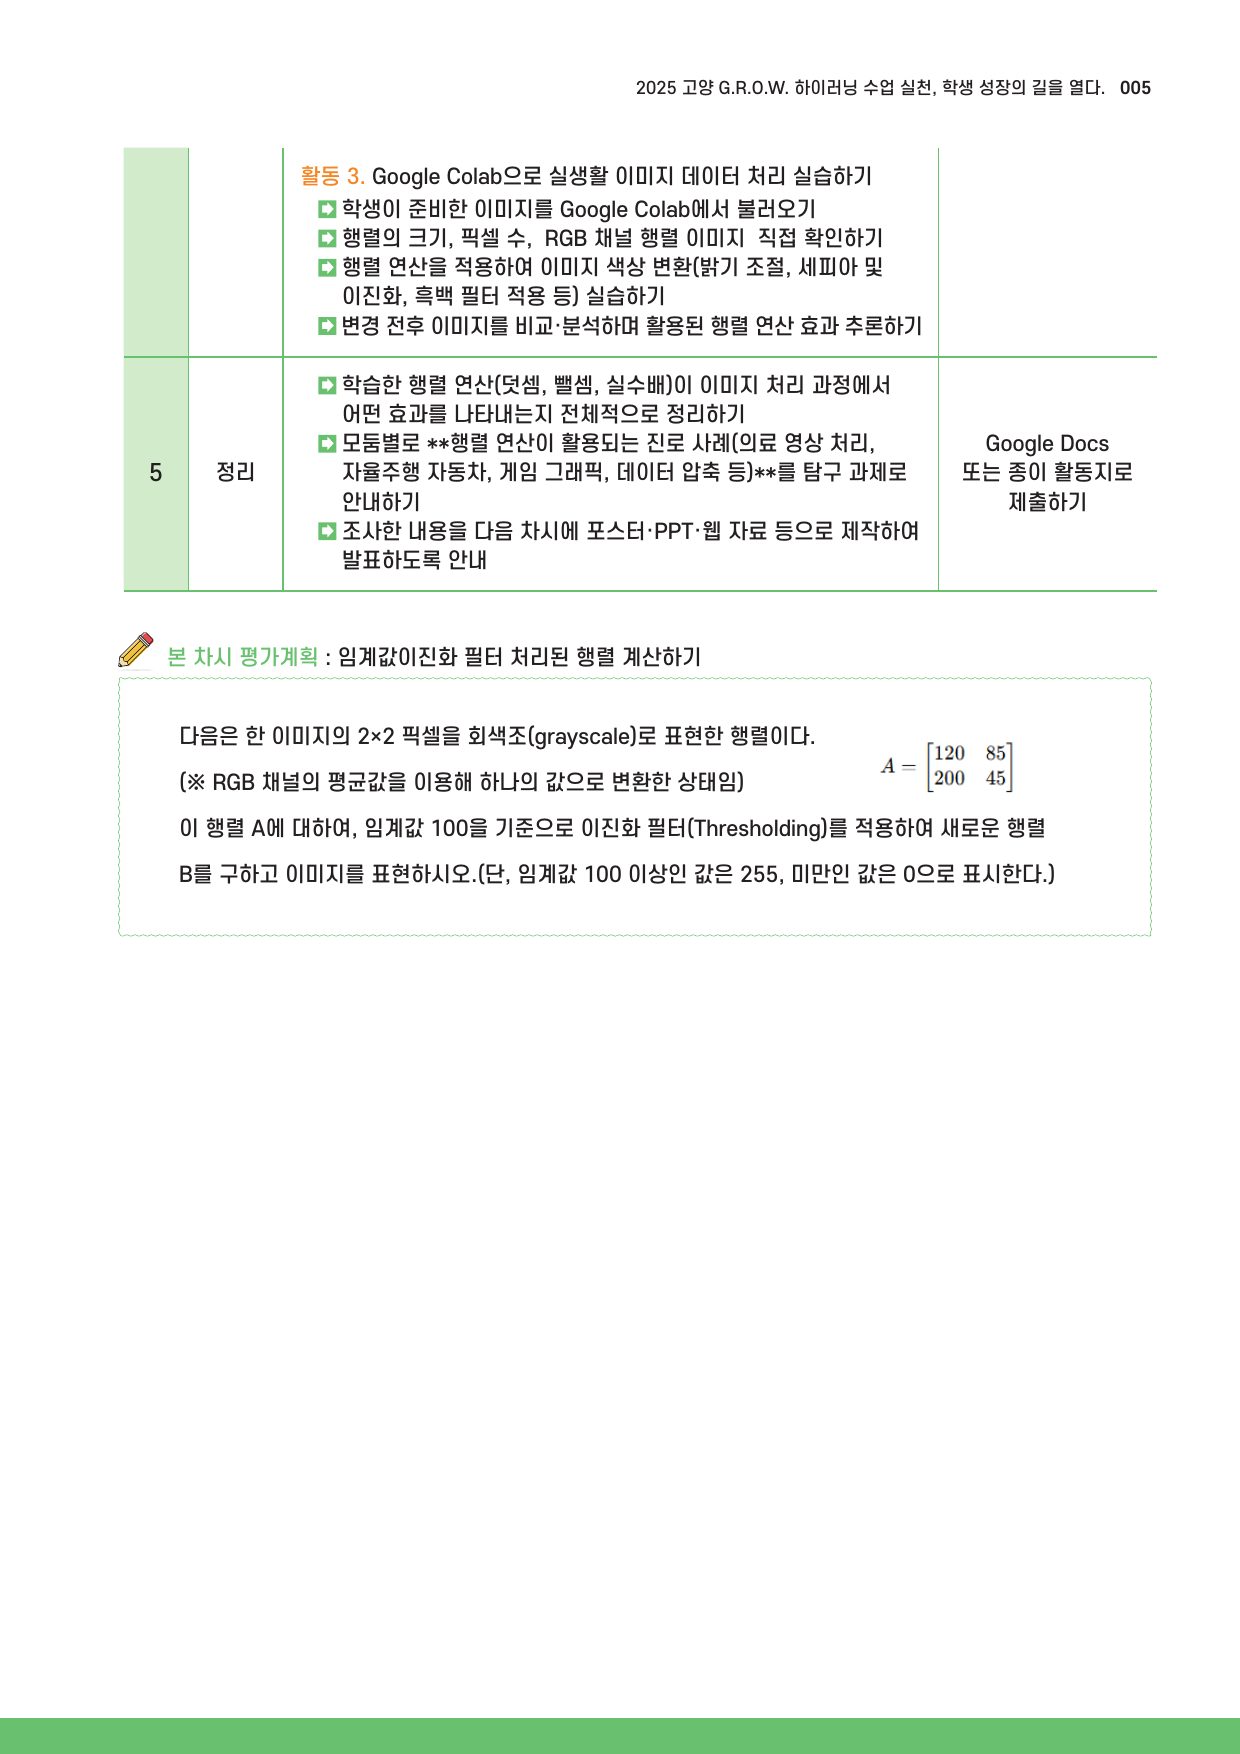 2025 고양 G.R.O.W. 하이러닝 수업 실천, 학생 성장의 길을 열다. 005
활동 3. Google Colab으로 실생활 이미지 데이터 처리 실습하기
학생이 준비한 이미지를 Google Colab에서 불러오기
행렬의 크기, 픽셀 수, RGB 채널 행렬 이미지 직접 확인하기
행렬 연산을 적용하여 이미지 색상 변환(밝기 조절, 세피아 및
이진화, 흑백 필터 적용 등) 실습하기
변경 전후 이미지를 비교·분석하며 활용된 행렬 연산 효과 추론하기
5
정리
학습한 행렬 연산(덧셈, 뺄셈, 실수배)이 이미지 처리 과정에서
어떤 효과를 나타내는지 전체적으로 정리하기
모둠별로 **행렬 연산이 활용되는 진로 사례(의료 영상 처리,
자율주행 자동차, 게임 그래픽, 데이터 압축 등)**를 탐구 과제로
안내하기
조사한 내용을 다음 차시에 포스터·PPT·웹 자료 등으로 제작하여
발표하도록 안내
Google Docs
또는 종이 활동지로
제출하기
본 차시 평가계획 : 임계값이진화 필터 처리된 행렬 계산하기
다음은 한 이미지의 2×2 픽셀을 회색조(grayscale)로 표현한 행렬이다.
(※ RGB 채널의 평균값을 이용해 하나의 값으로 변환한 상태임)
A = [120 85
200 45]
이 행렬 A에 대하여, 임계값 100을 기준으로 이진화 필터(Thresholding)를 적용하여 새로운 행렬
B를 구하고 이미지를 표현하시오.(단, 임계값 100 이상인 값은 255, 미만인 값은 0으로 표시한다.)